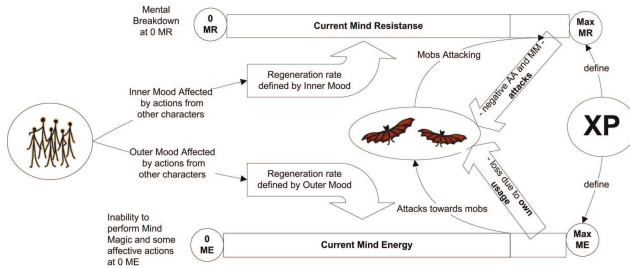 Mental
Breakdown
at 0 MR
0
MR
Current Mind Resistanse
Max
MR
Mobs Attacking
- negative AA and MM -
attacks
define
Inner Mood Affected
by actions from
other characters
Regeneration rate
defined by Inner Mood
XP
Outer Mood Affected
by actions from
other characters
Regeneration rate
defined by Outer Mood
- loss due to own
usage
define
Attacks towards mobs
Inability to
perform Mind
Magic and some
affective actions
at 0 ME
0
ME
Current Mind Energy
Max
ME